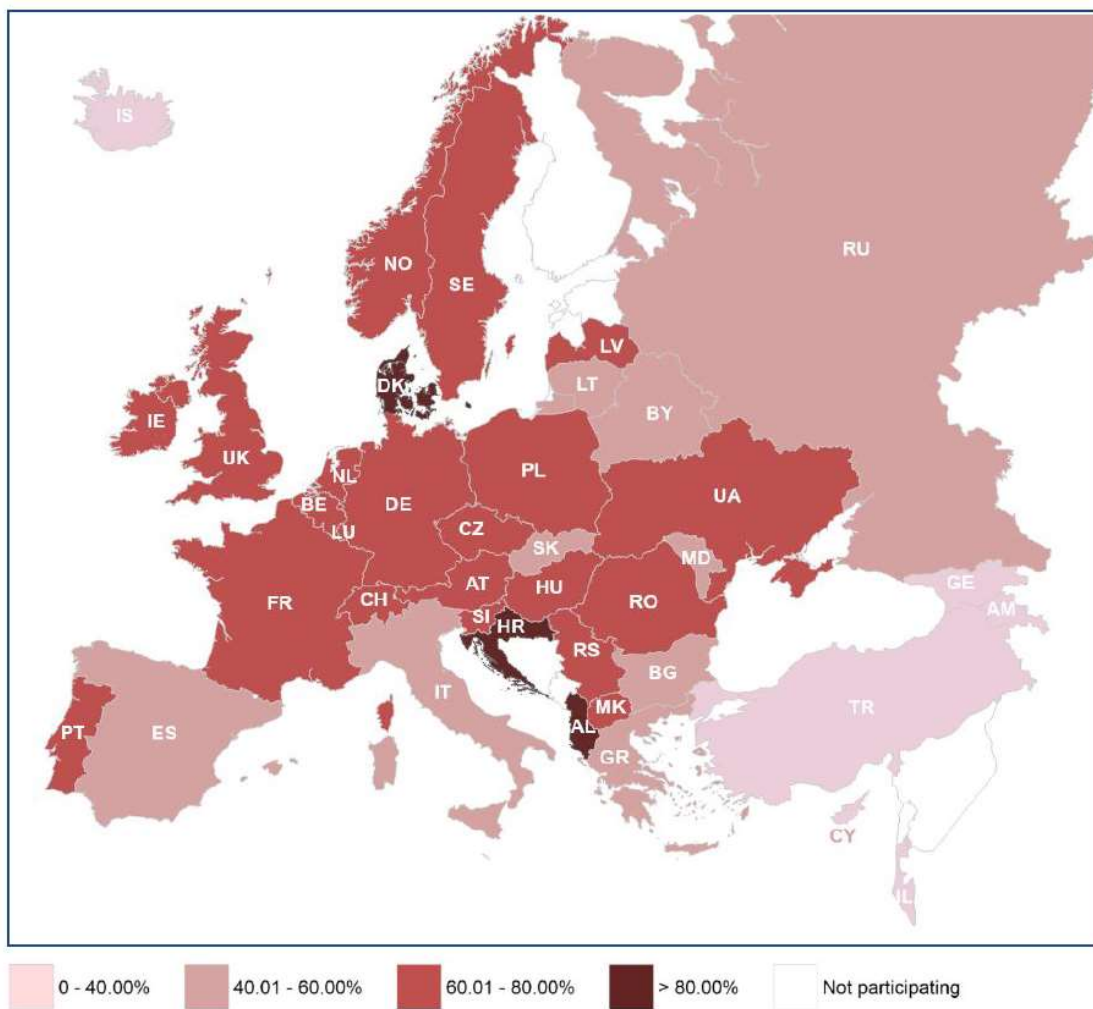 IS
RU
NO
SE
LV
DK
LT
BY
IE
UK
NL
PL
BE
DE
UA
LU
CZ
SK
MD
FR
CH
AT
HU
RO
SI
HR
GE
AM
RS
BG
IT
MK
TR
PT
ES
AL
GR
CY
IL
0 - 40.00%
40.01 - 60.00%
60.01 - 80.00%
> 80.00%
Not participating